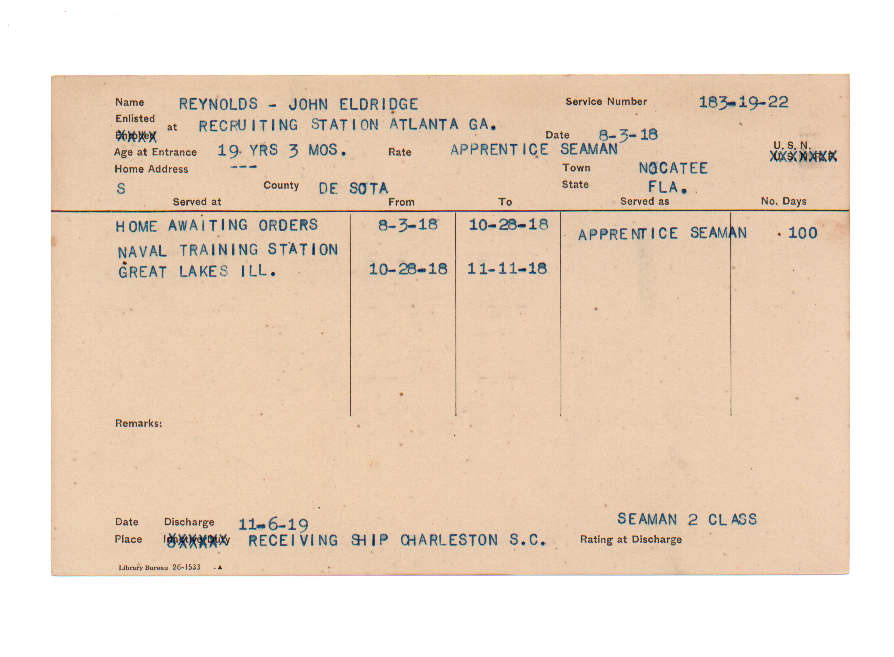 Name REYNOLDS - JOHN ELDRIDGE Service Number 183-19-22
Enlisted at RECRUITING STATION ATLANTA GA. Date 8-3-18
Age at Entrance 19 YRS 3 MOS. Rate APPRENTICE SEAMAN U.S.N.
Home Address --- Town NOCATEE
S County DE SOTA State FLA.
Served at From To Served as No. Days
HOME AWAITING ORDERS 8-3-18 10-28-18 APPRENTICE SEAMAN 100
NAVAL TRAINING STATION
GREAT LAKES ILL. 10-28-18 11-11-18
Remarks:
Date Discharge 11-6-19 SEAMAN 2 CLASS
Place RECEIVING SHIP CHARLESTON S.C. Rating at Discharge
Library Bureau 26-1533